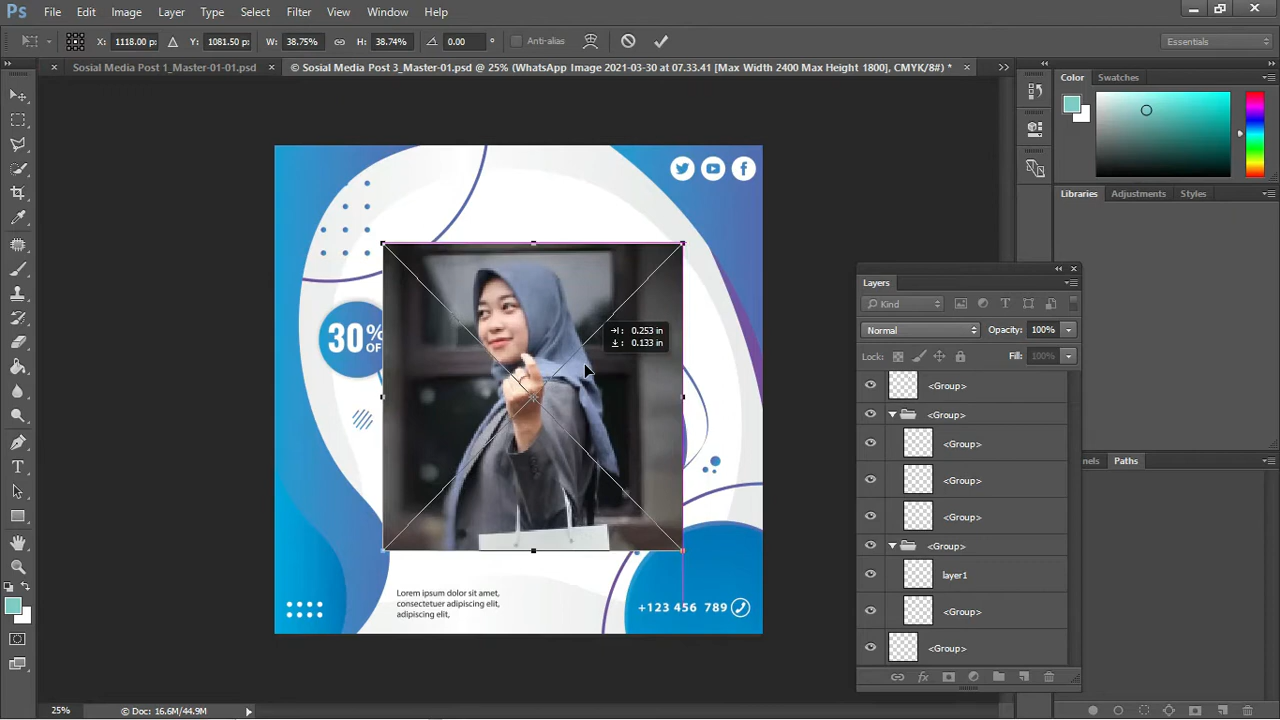 Ps File Edit Image Layer Type Select Filter View Window Help
X: 1118.00 p: Y: 1081.50 p: W: 38.75% H: 38.74% 0.00 ° Anti-alias Essentials
Sosial Media Post 1_Master-01-01.psd × © Sosial Media Post 3_Master-01.psd @ 25% (WhatsApp Image 2021-03-30 at 07.33.41 [Max Width 2400 Max Height 1800], CMYK/8#) * ×
Color Swatches
Libraries Adjustments Styles
30%
OF
→|: 0.253 in
0.133 in
Lorem ipsum dolor sit amet,
consectetuer adipiscing elit,
adipiscing elit,
+123 456 789
Layers
Kind
Normal Opacity: 100%
Lock: Fill: 100%
<Group>
<Group>
<Group>
<Group>
<Group>
<Group>
layer1
<Group>
<Group>
nels Paths
25% Doc: 16.6M/44.9M